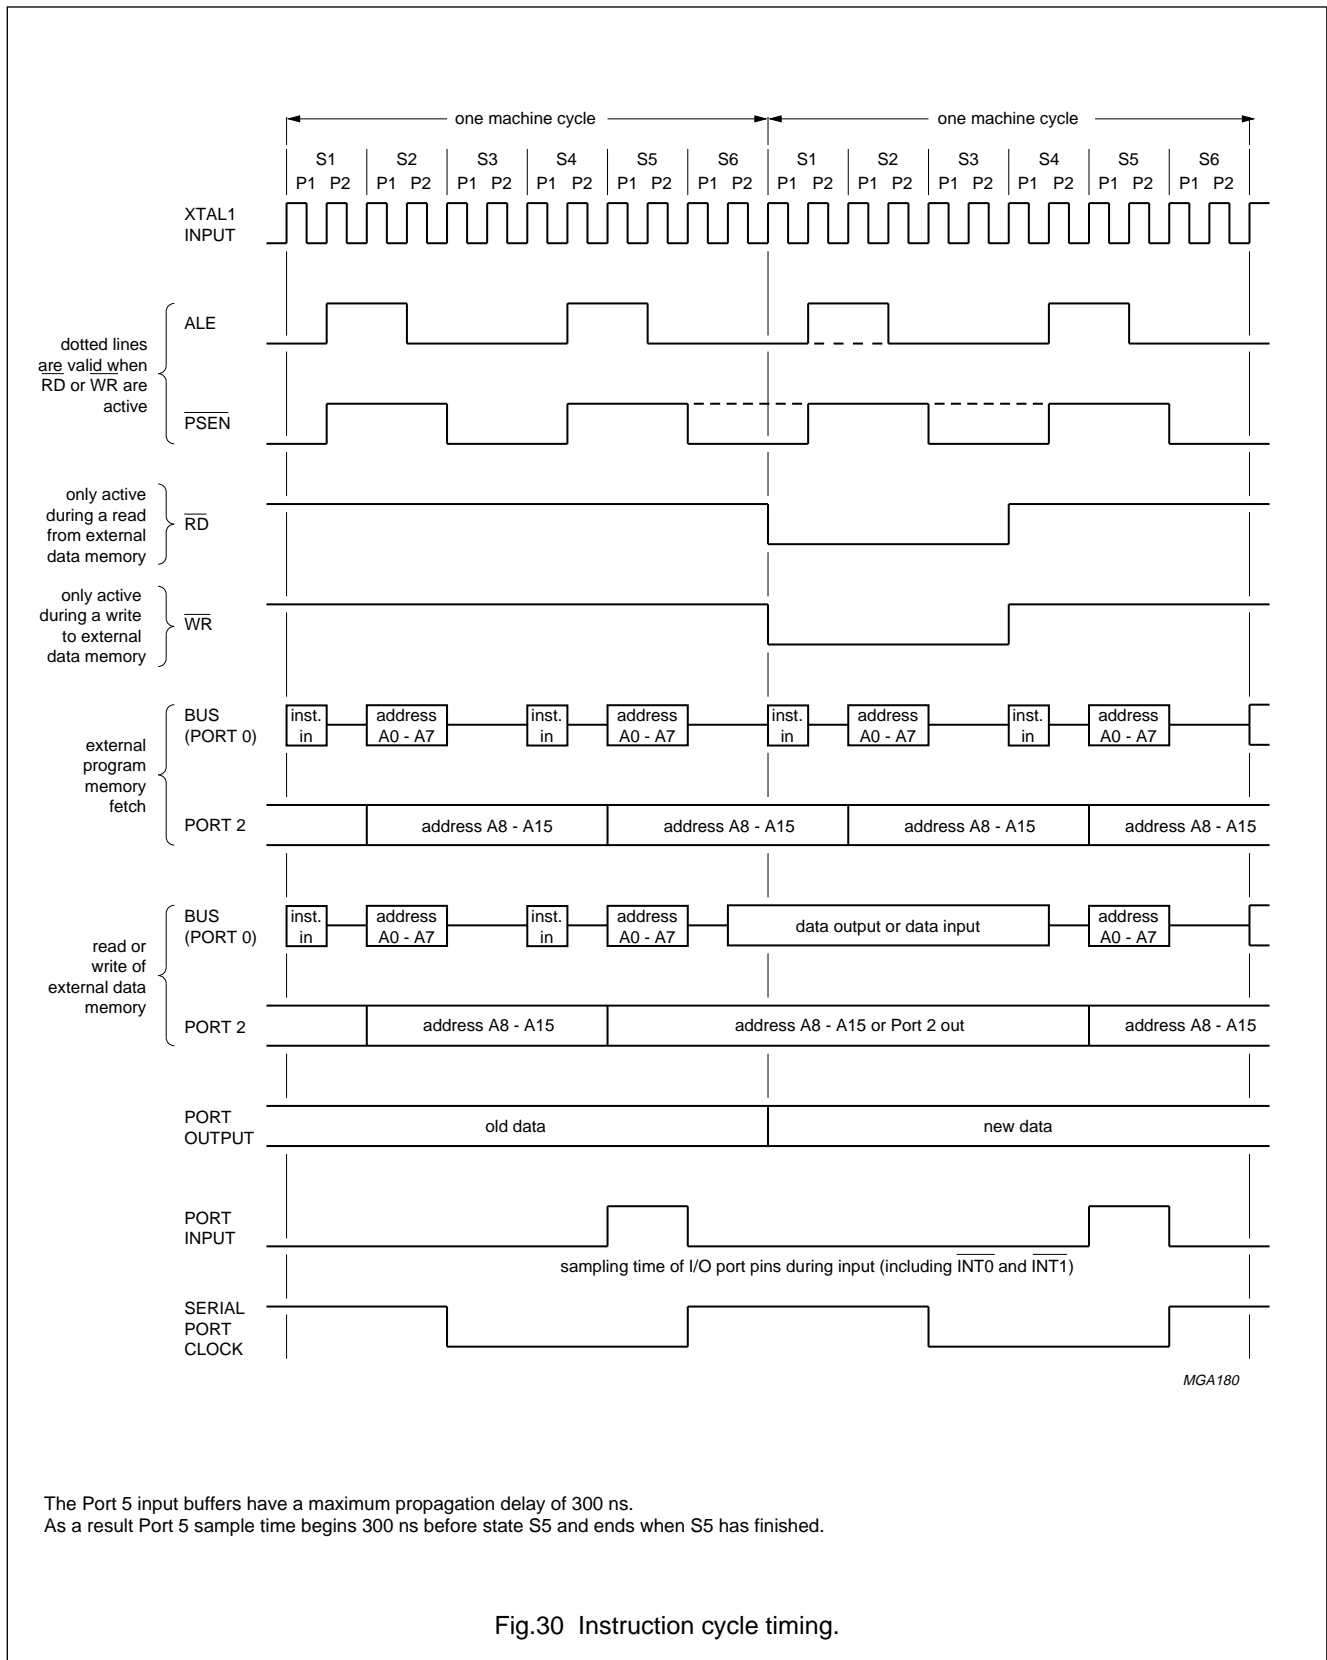 one machine cycle one machine cycle
S1 S2 S3 S4 S5 S6 S1 S2 S3 S4 S5 S6
P1 P2 P1 P2 P1 P2 P1 P2 P1 P2 P1 P2 P1 P2 P1 P2 P1 P2 P1 P2 P1 P2 P1 P2
XTAL1
INPUT
dotted lines
are valid when
RD or WR are
active
ALE
PSEN
only active
during a read
from external
data memory
RD
only active
during a write
to external
data memory
WR
external
program
memory
fetch
BUS
(PORT 0)
inst. address inst. address inst. address inst. address
in A0 - A7 in A0 - A7 in A0 - A7 in A0 - A7
PORT 2
address A8 - A15 address A8 - A15 address A8 - A15 address A8 - A15
read or
write of
external data
memory
BUS
(PORT 0)
inst. address inst. address data output or data input address
in A0 - A7 in A0 - A7 A0 - A7
PORT 2
address A8 - A15 address A8 - A15 or Port 2 out address A8 - A15
PORT
OUTPUT
old data new data
PORT
INPUT
sampling time of I/O port pins during input (including INT0 and INT1)
SERIAL
PORT
CLOCK
MGA180
The Port 5 input buffers have a maximum propagation delay of 300 ns.
As a result Port 5 sample time begins 300 ns before state S5 and ends when S5 has finished.
Fig.30 Instruction cycle timing.